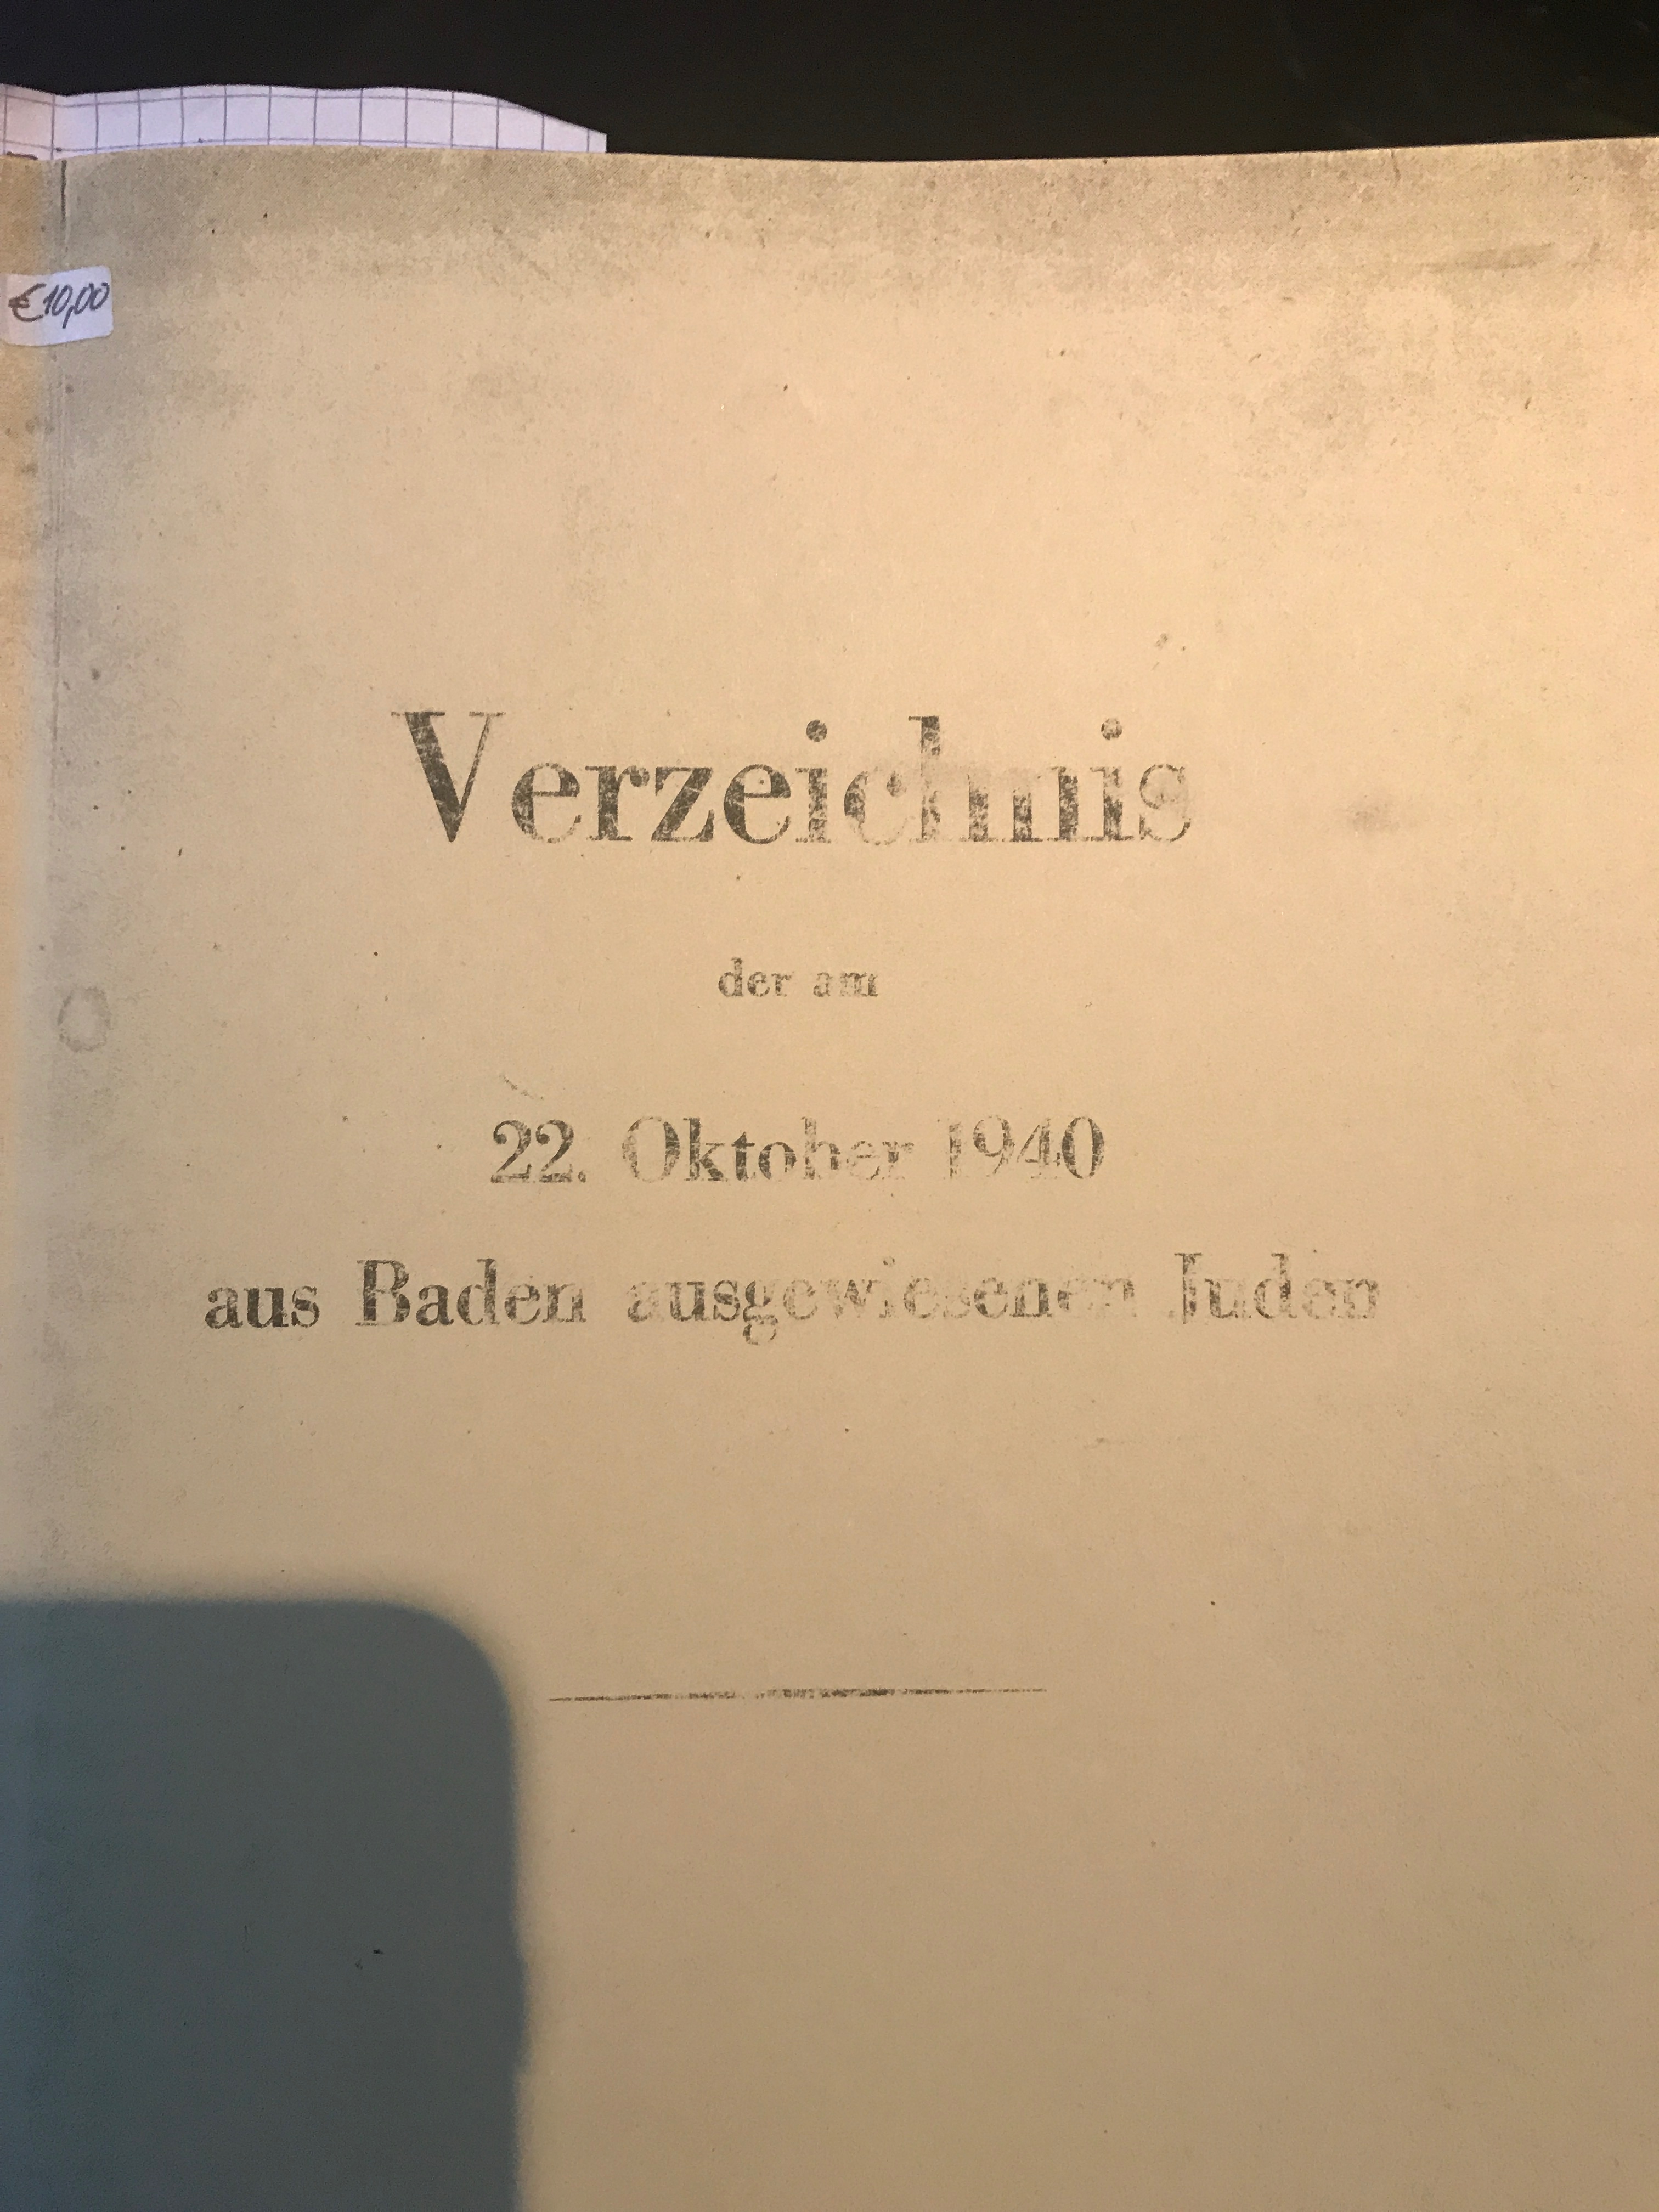 €10,00
Verzeichnis
der am
22. Oktober 1940
aus Baden ausgewiesenen Juden